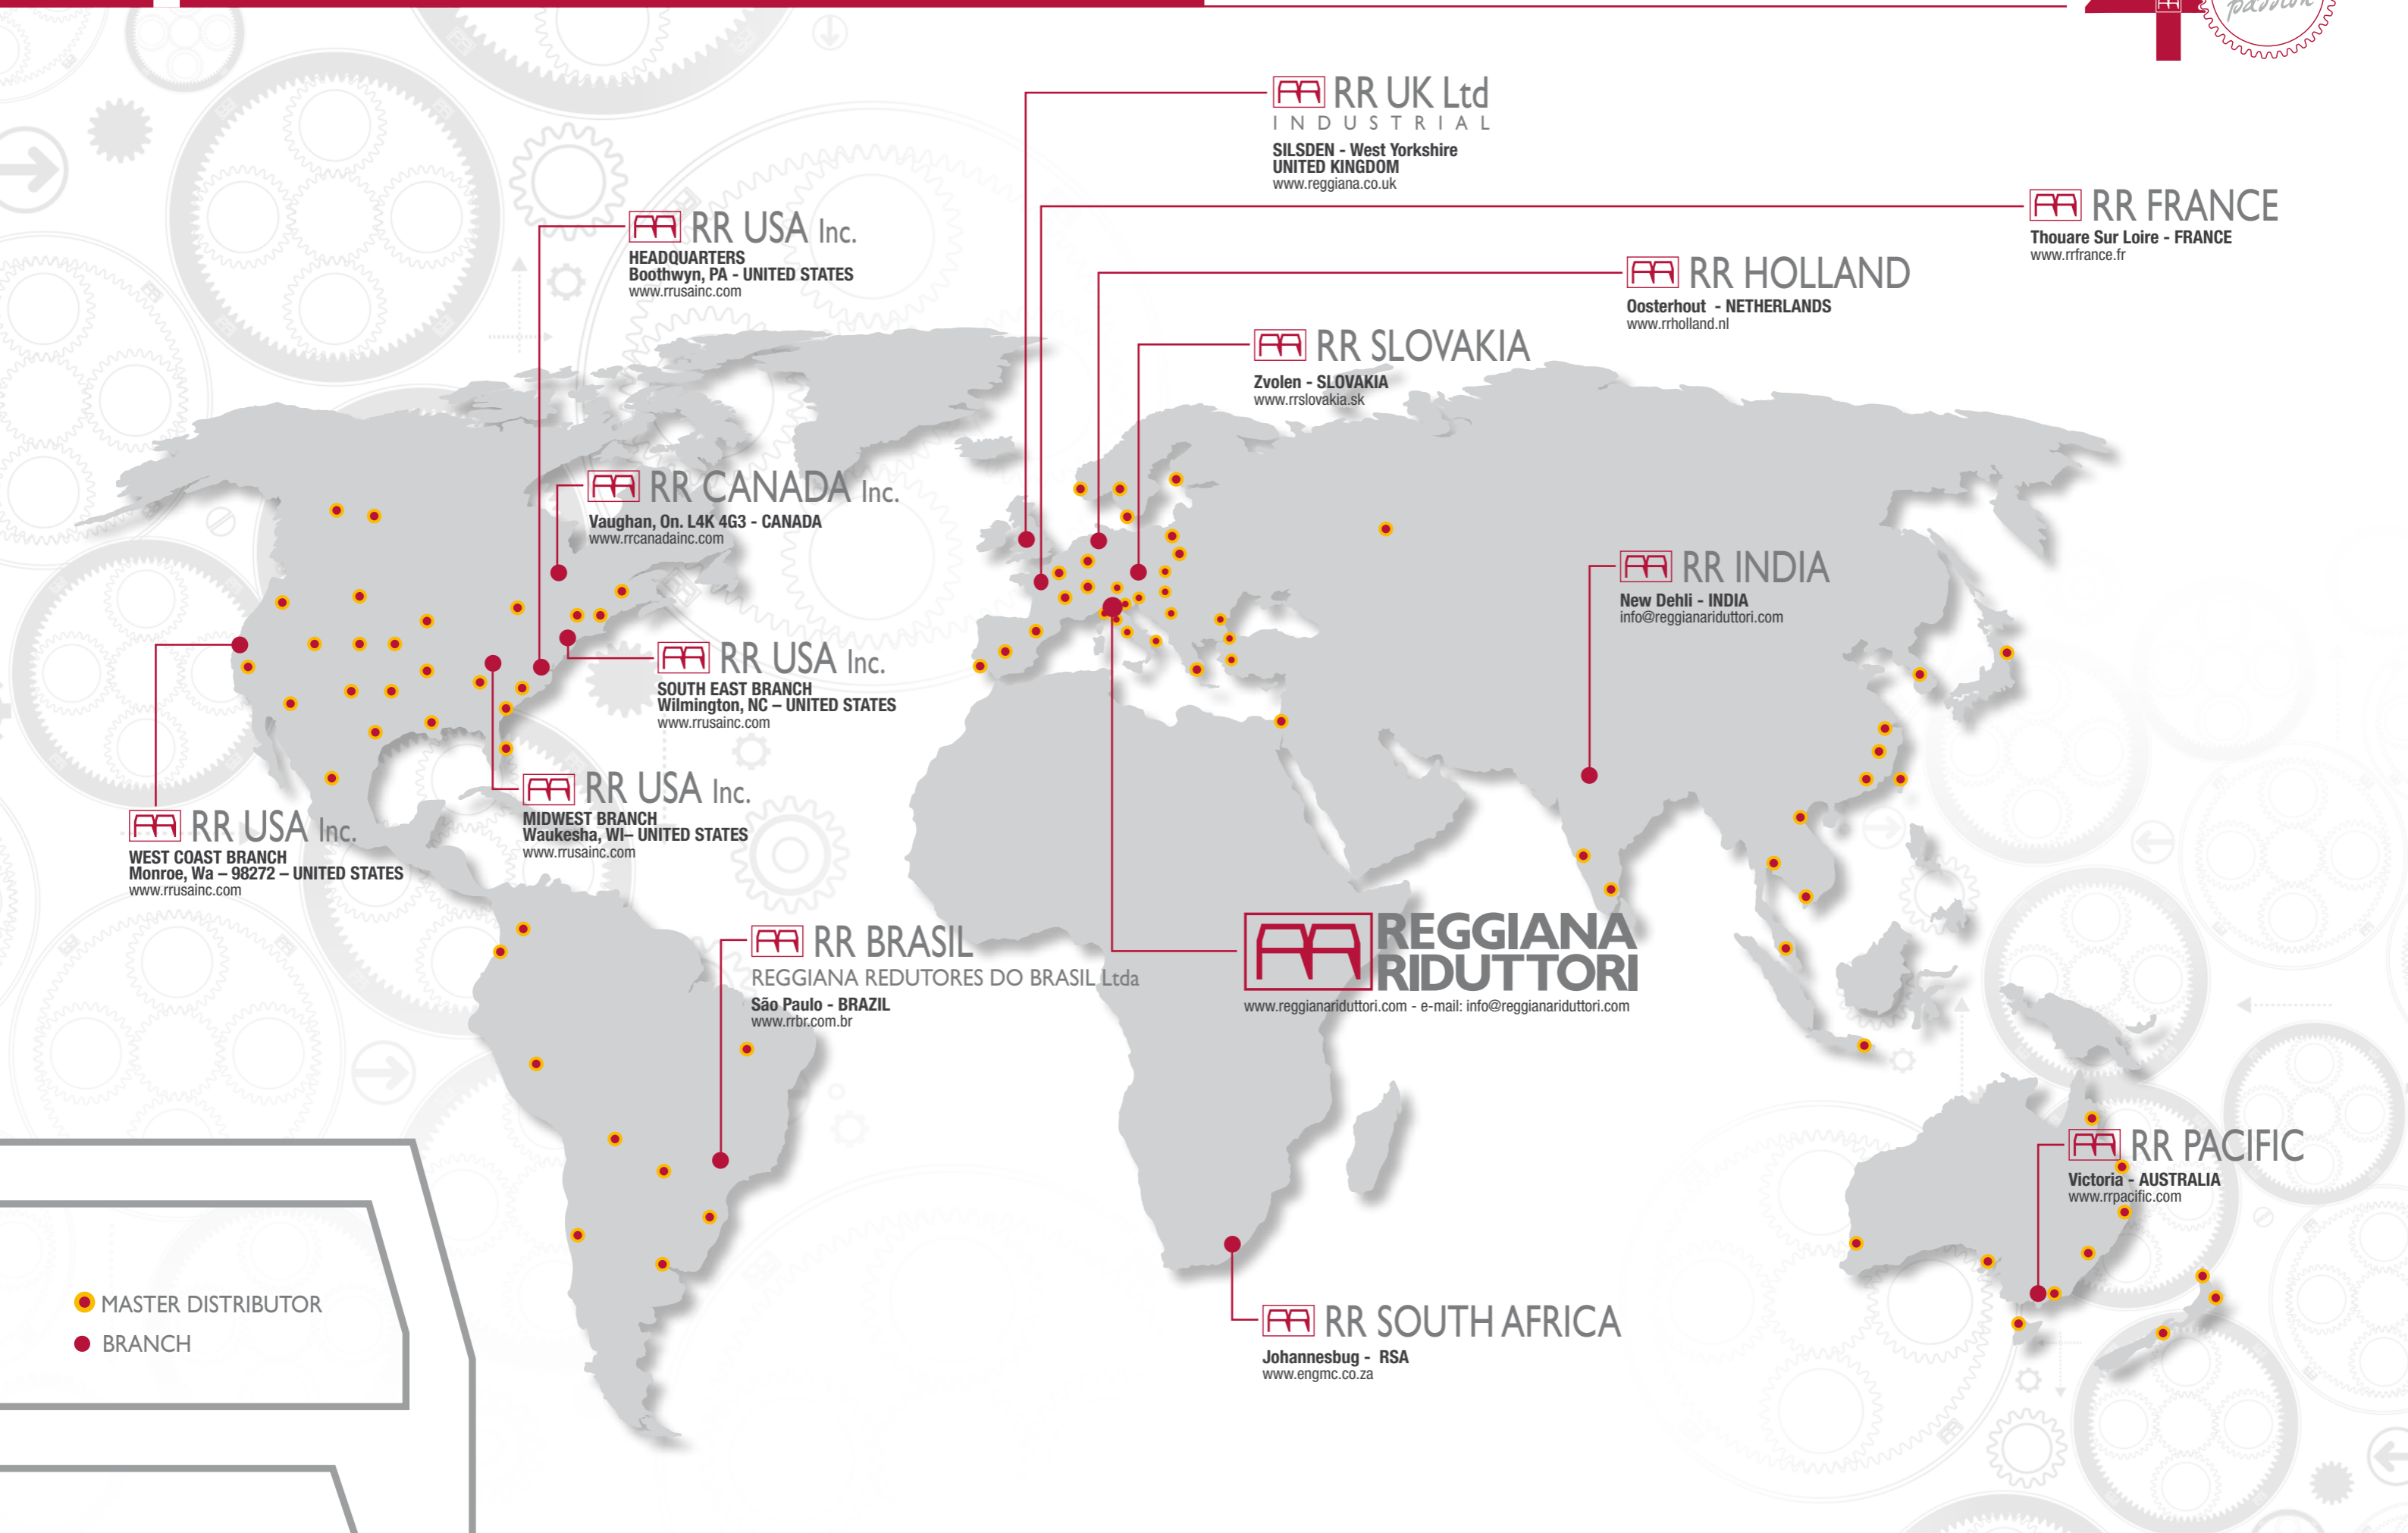 passion
RR UK Ltd
INDUSTRIAL
SILSDEN - West Yorkshire
UNITED KINGDOM
www.reggiana.co.uk
RR FRANCE
Thouare Sur Loire - FRANCE
www.rrfrance.fr
RR USA Inc.
HEADQUARTERS
Boothwyn, PA - UNITED STATES
www.rrusainc.com
RR HOLLAND
Oosterhout - NETHERLANDS
www.rrholland.nl
RR SLOVAKIA
Zvolen - SLOVAKIA
www.rrslovakia.sk
RR CANADA Inc.
Vaughan, On. L4K 4G3 - CANADA
www.rrcanadainc.com
RR INDIA
New Dehli - INDIA
info@reggianariduttori.com
RR USA Inc.
SOUTH EAST BRANCH
Wilmington, NC – UNITED STATES
www.rrusainc.com
RR USA Inc.
MIDWEST BRANCH
Waukesha, WI– UNITED STATES
www.rrusainc.com
RR USA Inc.
WEST COAST BRANCH
Monroe, Wa – 98272 – UNITED STATES
www.rrusainc.com
RR BRASIL
REGGIANA REDUTORES DO BRASIL Ltda
São Paulo - BRAZIL
www.rrbr.com.br
REGGIANA
RIDUTTORI
www.reggianariduttori.com - e-mail: info@reggianariduttori.com
RR PACIFIC
Victoria - AUSTRALIA
www.rrpacific.com
RR SOUTH AFRICA
Johannesbug - RSA
www.engmc.co.za
MASTER DISTRIBUTOR
BRANCH